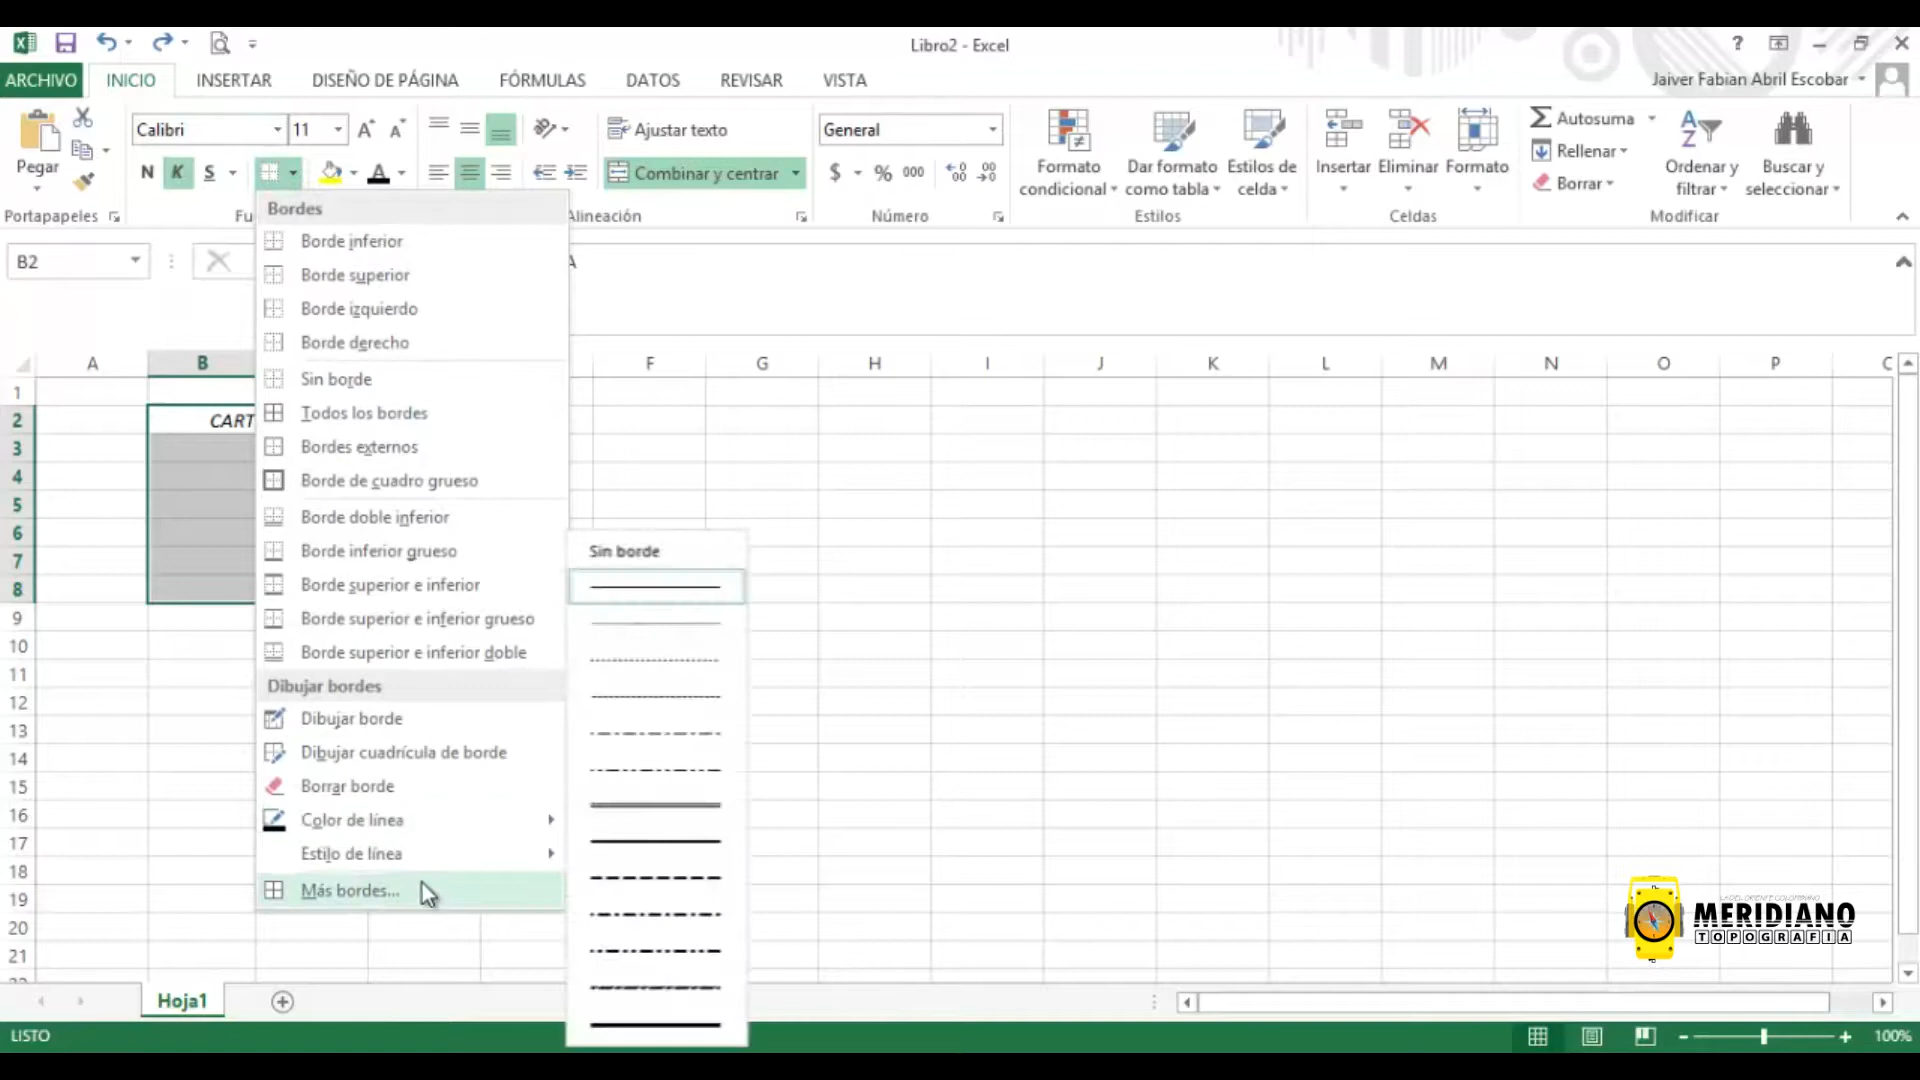 Libro2 - Excel
ARCHIVO INICIO INSERTAR DISEÑO DE PÁGINA FÓRMULAS DATOS REVISAR VISTA Jaiver Fabian Abril Escobar
Pegar
Portapapeles
Calibri 11
N K S
Fu
Ajustar texto
Combinar y centrar
Alineación
General
$ % 000
Número
Formato condicional
Dar formato como tabla
Estilos de celda
Estilos
Insertar Eliminar Formato
Celdas
Autosuma
Rellenar
Borrar
Ordenar y filtrar
Buscar y seleccionar
Modificar
B2
A
A B F G H I J K L M N O P
1
2 CART
3
4
5
6
7
8
9
10
11
12
13
14
15
16
17
18
19
20
21
Bordes
Borde inferior
Borde superior
Borde izquierdo
Borde derecho
Sin borde
Todos los bordes
Bordes externos
Borde de cuadro grueso
Borde doble inferior
Borde inferior grueso
Borde superior e inferior
Borde superior e inferior grueso
Borde superior e inferior doble
Dibujar bordes
Dibujar borde
Dibujar cuadrícula de borde
Borrar borde
Color de línea
Estilo de línea
Más bordes...
Sin borde
MERIDIANO
TOPOGRAFIA
Hoja1
LISTO
100%